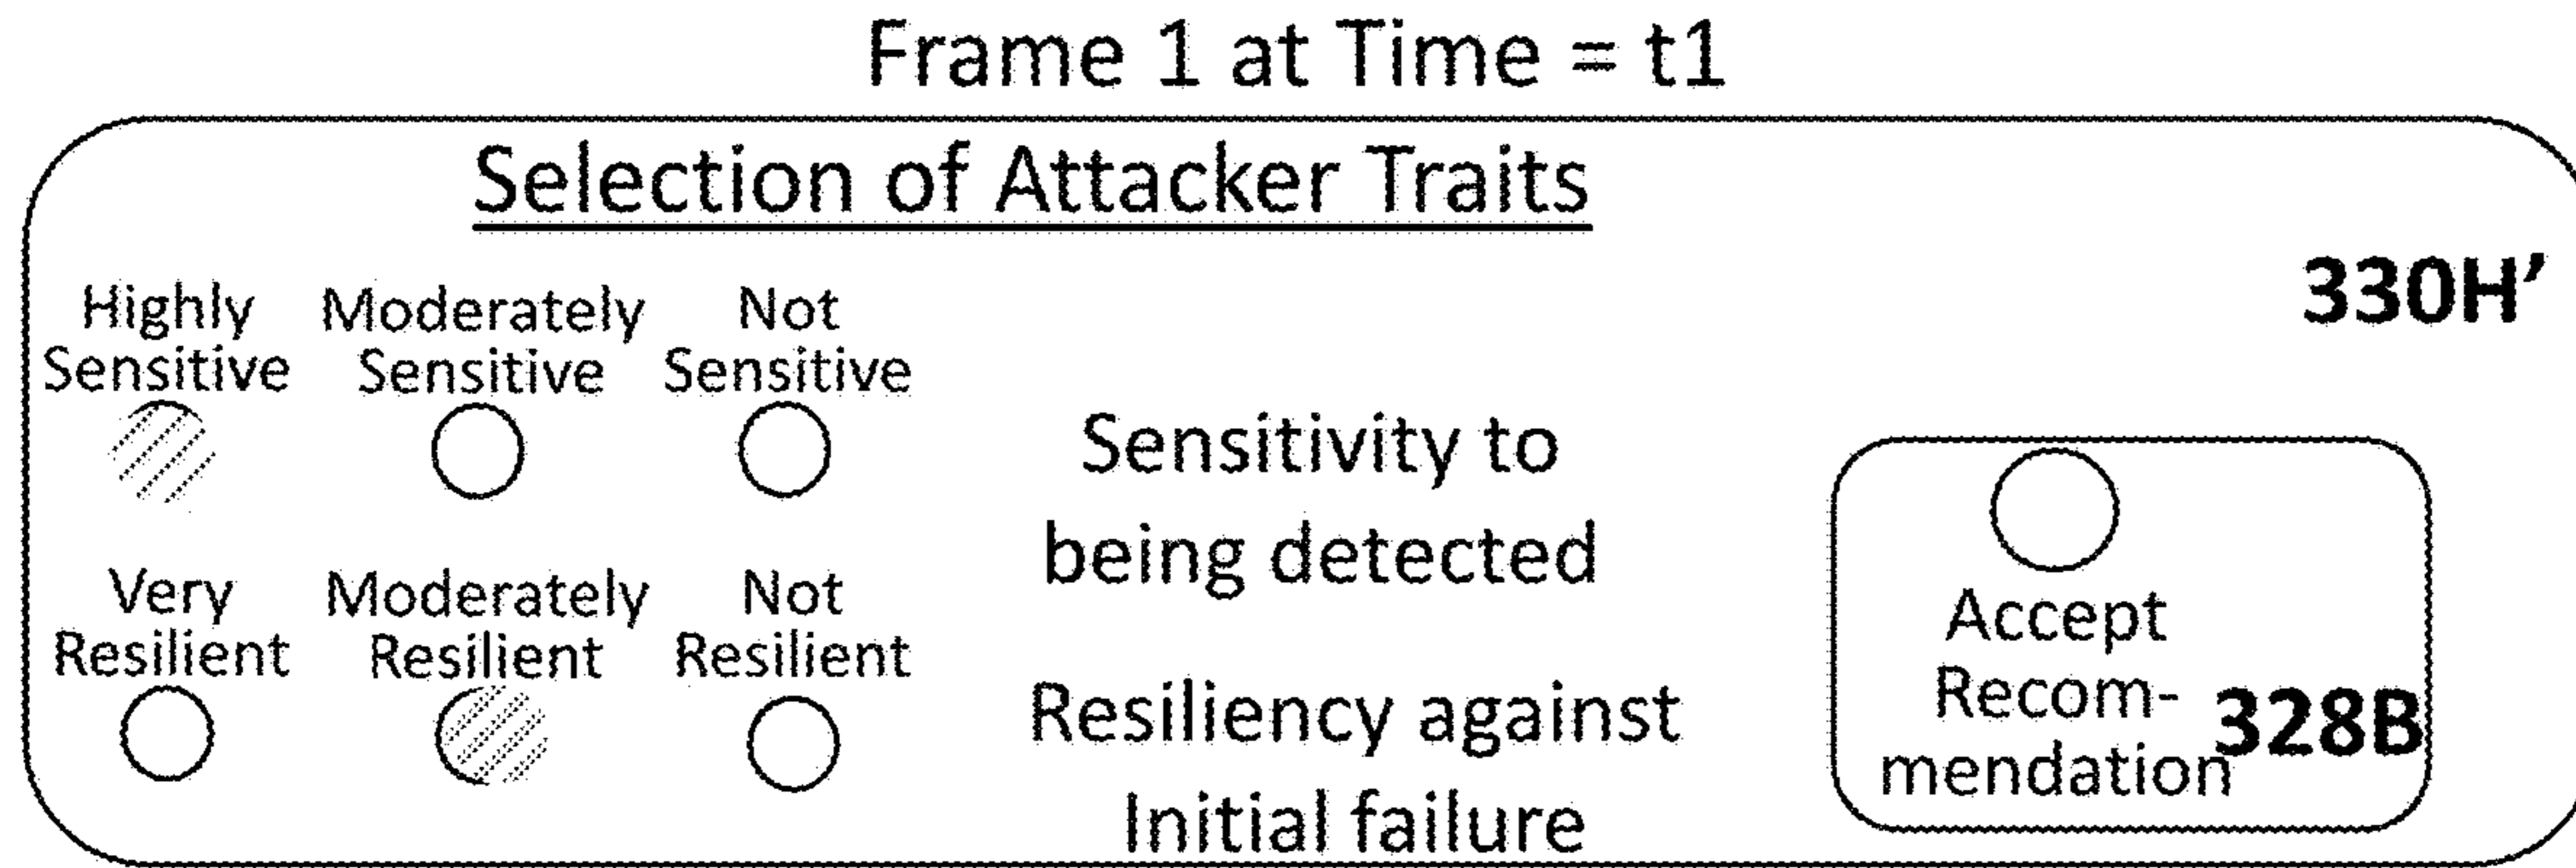 Frame 1 at Time = t1
Selection of Attacker Traits
330H’
Highly Moderately Not
Sensitive Sensitive Sensitive
Sensitivity to
being detected
Very Moderately Not
Resilient Resilient Resilient
Resiliency against
Initial failure
Accept
Recom-
mendation
328B